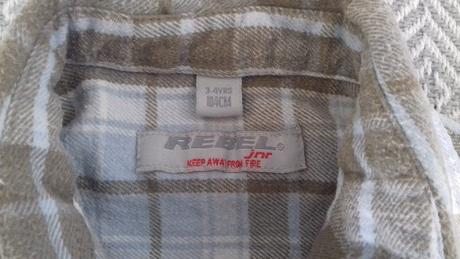 3-4YRS
104CM
REBEL®
jnr
KEEP AWAY FROM FIRE